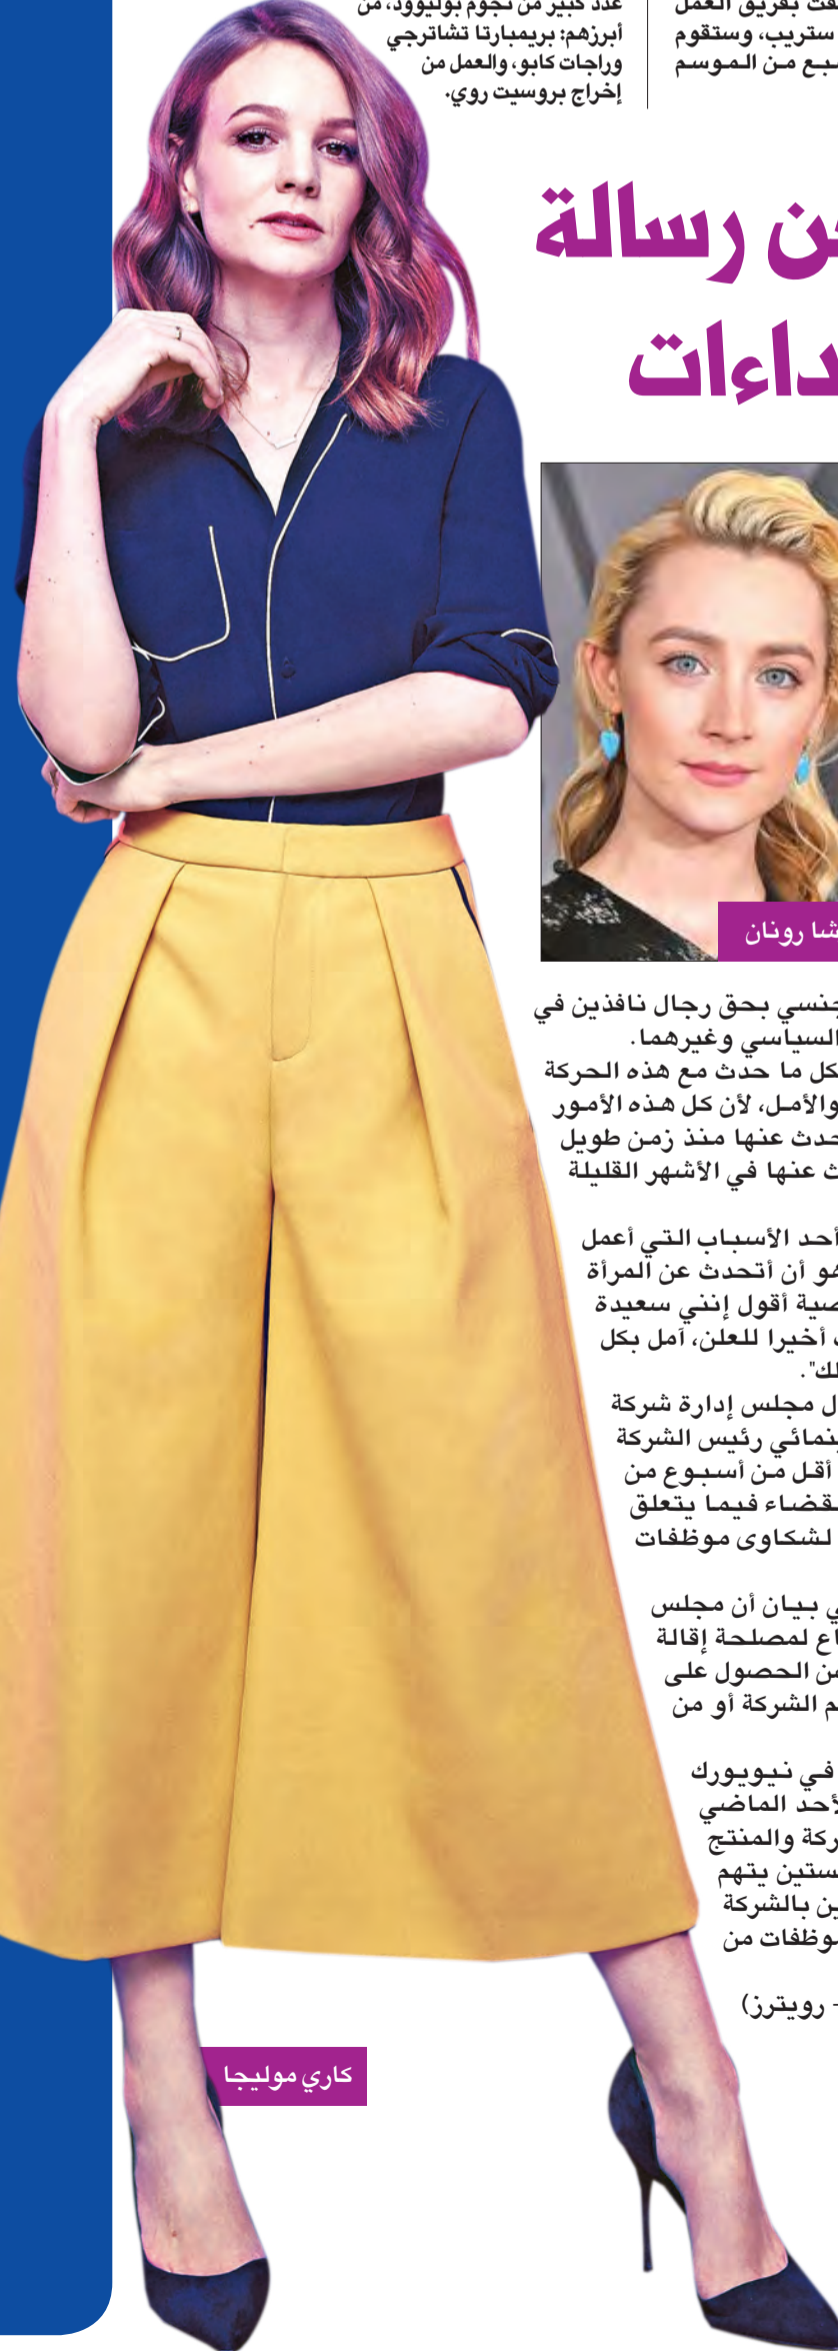 قت بفريق العمل
ستريب، وستقوم
سبع من الموسم
عدد كبير من نجوم بوليوود، من
أبرزهم: بريمبارتا تشاترجي
وراجات كابو، والعمل من
إخراج بروسيت روي.
ن رسالة
داءات
شا رونان
جنسي بحق رجال نافذين في
السياسي وغيرهما.
كل ما حدث مع هذه الحركة
والأمل، لأن كل هذه الأمور
حدث عنها منذ زمن طويل
ث عنها في الأشهر القليلة
أحد الأسباب التي أعمل
هو أن أتحدث عن المرأة
صية أقول إنني سعيدة
أخيرا للعلن، آمل بكل
لك".
ل مجلس إدارة شركة
ينمائي رئيس الشركة
أقل من أسبوع من
لقضاء فيما يتعلق
لشكاوى موظفات
ي بيان أن مجلس
اع لمصلحة إقالة
من الحصول على
م الشركة أو من
في نيويورك
لأحد الماضي
ركة والمنتج
ستين يتهم
ين بالشركة
موظفات من
- رويترز)
كاري موليجا